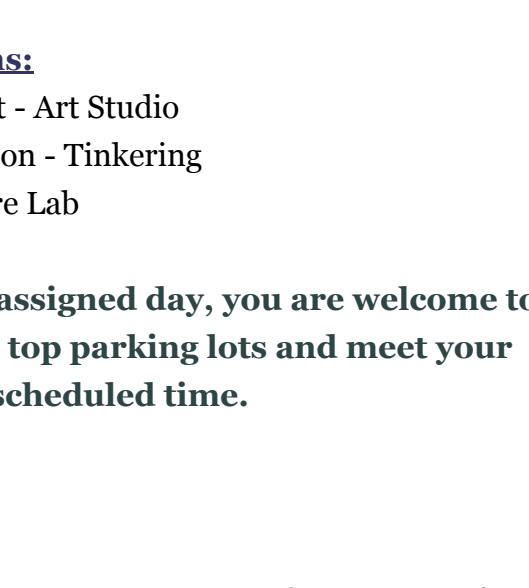 ns:
t - Art Studio
on - Tinkering
re Lab
assigned day, you are welcome to
top parking lots and meet your
scheduled time.